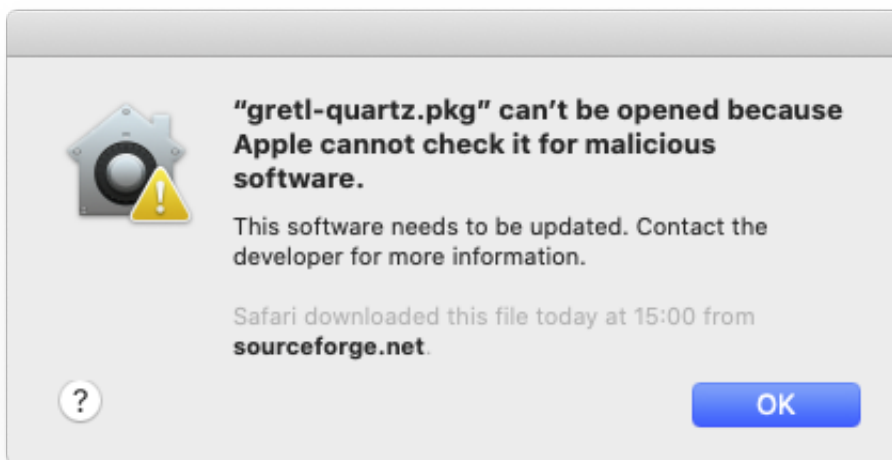 “gretl-quartz.pkg” can’t be opened because
Apple cannot check it for malicious
software.
This software needs to be updated. Contact the
developer for more information.
Safari downloaded this file today at 15:00 from
sourceforge.net.
?
OK